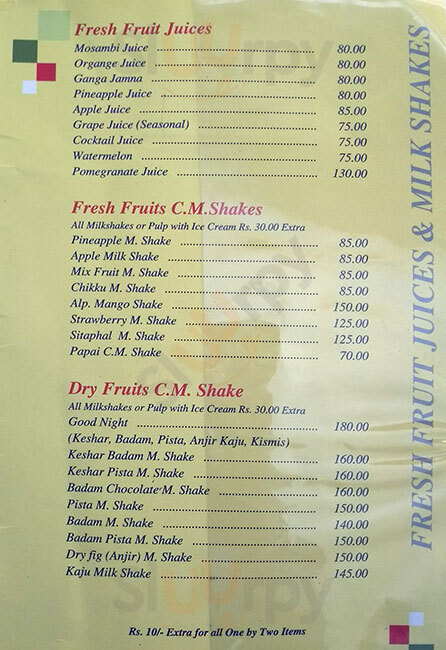 Fresh Fruit Juices
Mosambi Juice ........ 80.00
Organge Juice ........ 80.00
Ganga Jamna ........ 80.00
Pineapple Juice ........ 80.00
Apple Juice ........ 85.00
Grape Juice (Seasonal) ........ 75.00
Cocktail Juice ........ 75.00
Watermelon ........ 75.00
Pomegranate Juice ........ 130.00
Fresh Fruits C.M.Shakes
All Milkshakes or Pulp with Ice Cream Rs. 30.00 Extra
Pineapple M. Shake ........ 85.00
Apple Milk Shake ........ 85.00
Mix Fruit M. Shake ........ 85.00
Chikku M. Shake ........ 85.00
Alp. Mango Shake ........ 150.00
Strawberry M. Shake ........ 125.00
Sitaphal M. Shake ........ 125.00
Papai C.M. Shake ........ 70.00
Dry Fruits C.M. Shake
All Milkshakes or Pulp with Ice Cream Rs. 30.00 Extra
Good Night ........ 180.00
(Keshar, Badam, Pista, Anjir Kaju, Kismis)
Keshar Badam M. Shake ........ 160.00
Keshar Pista M. Shake ........ 160.00
Badam Chocolate M. Shake ........ 160.00
Pista M. Shake ........ 150.00
Badam M. Shake ........ 140.00
Badam Pista M. Shake ........ 150.00
Dry fig (Anjir) M. Shake ........ 150.00
Kaju Milk Shake ........ 145.00
Rs. 10/- Extra for all One by Two Items
FRESH FRUIT JUICES & MILK SHAKES
slurrpy
slurrpy
slurrpy